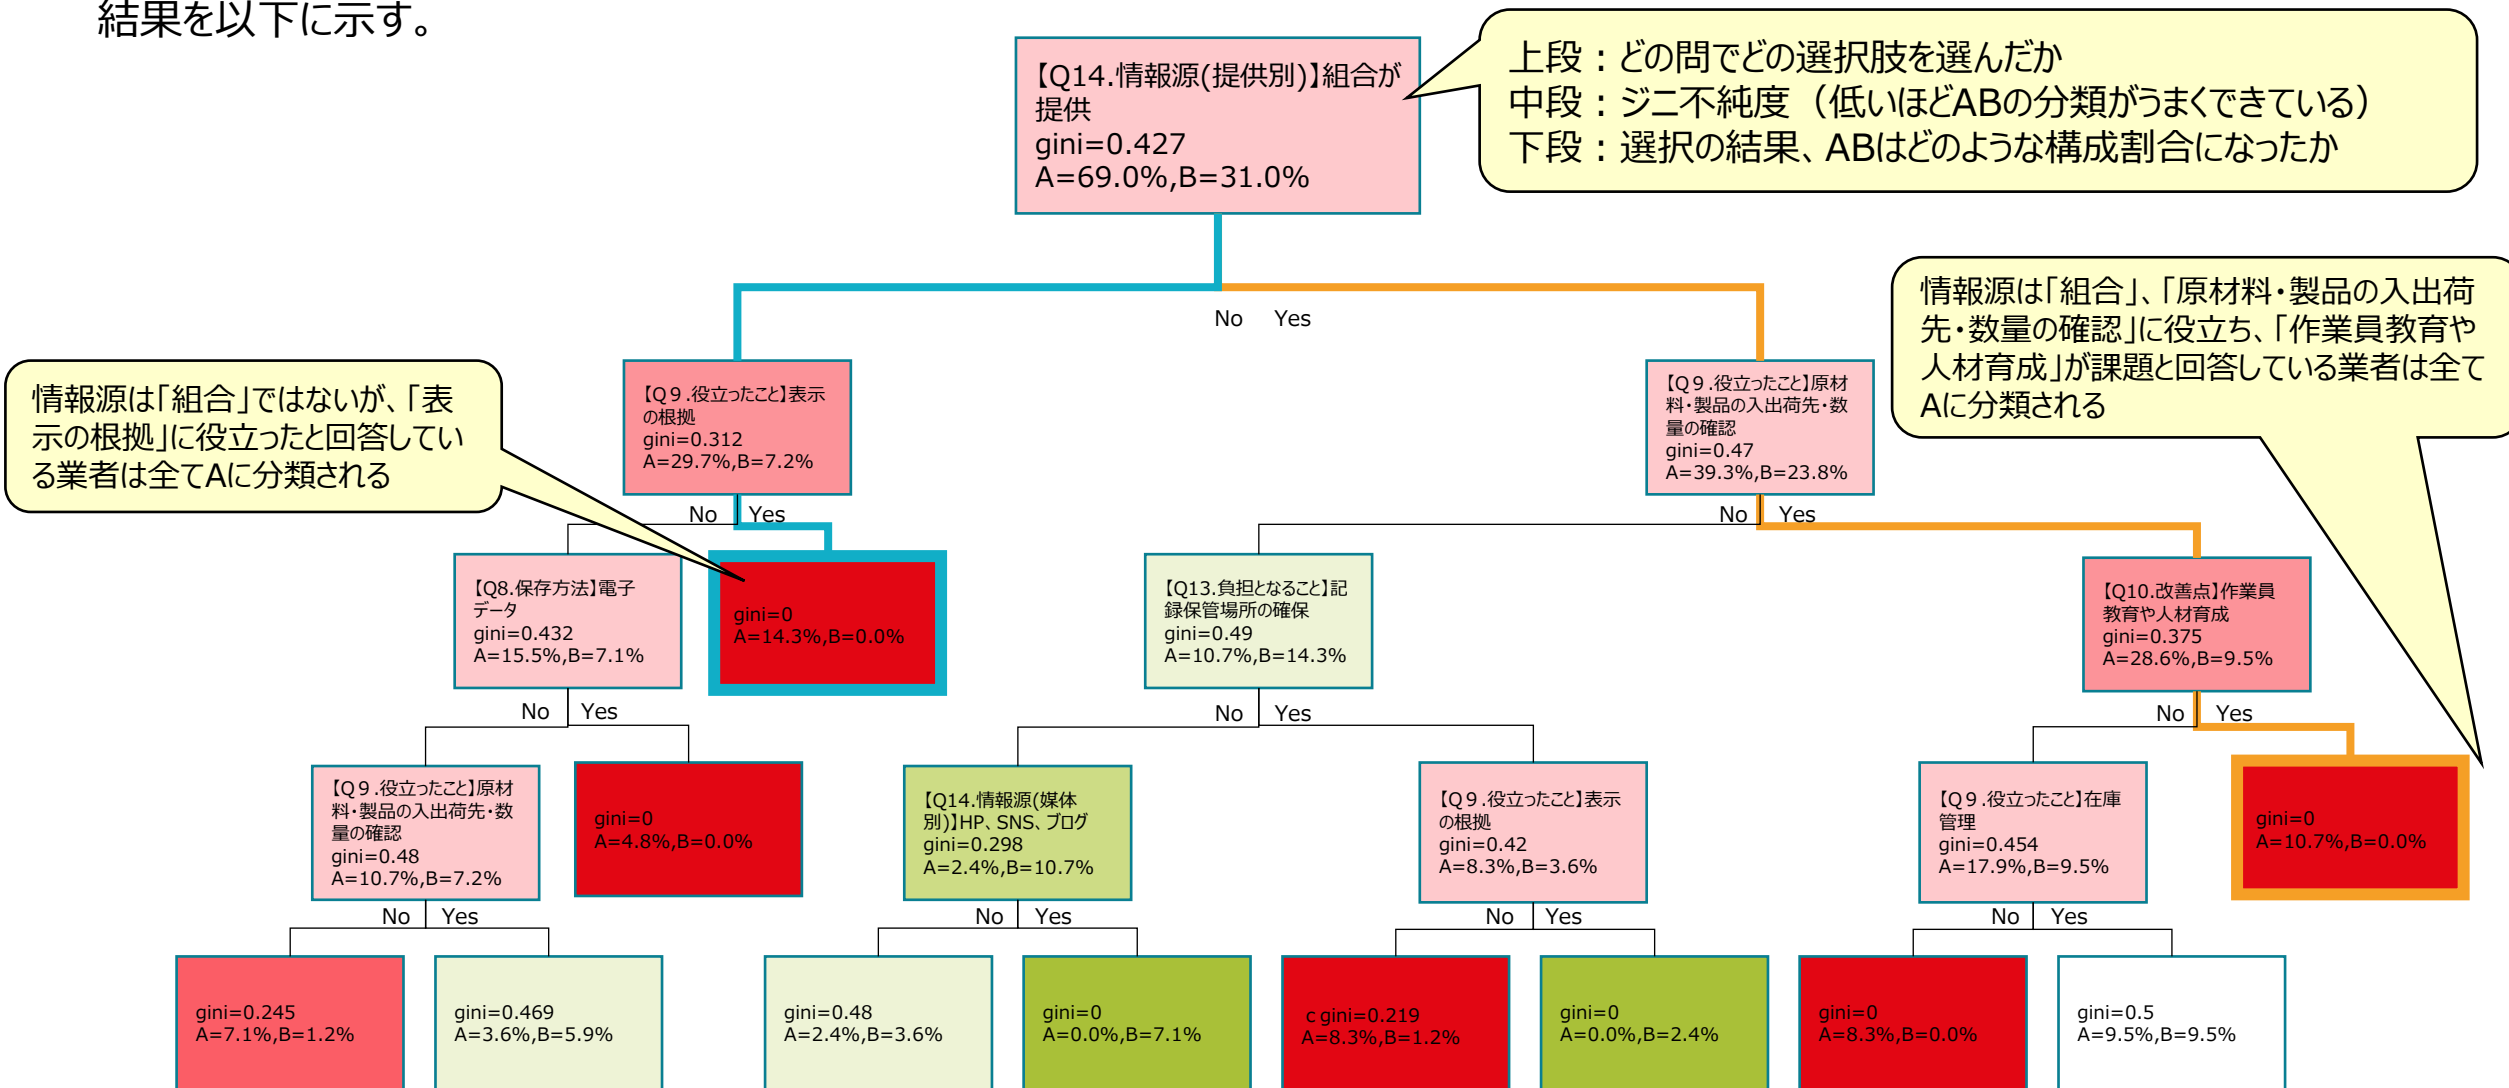 結果を以下に示す。
【Q14.情報源(提供別)】組合が
提供
gini=0.427
A=69.0%,B=31.0%
上段：どの問でどの選択肢を選んだか
中段：ジニ不純度（低いほどABの分類がうまくできている）
下段：選択の結果、ABはどのような構成割合になったか
No Yes
情報源は「組合」ではないが、「表
示の根拠」に役立ったと回答してい
る業者は全てAに分類される
【Q９.役立ったこと】表示
の根拠
gini=0.312
A=29.7%,B=7.2%
【Q９.役立ったこと】原材
料・製品の入出荷先・数
量の確認
gini=0.47
A=39.3%,B=23.8%
情報源は「組合」、「原材料・製品の入出荷
先・数量の確認」に役立ち、「作業員教育や
人材育成」が課題と回答している業者は全て
Aに分類される
No Yes
No Yes
【Q8.保存方法】電子
データ
gini=0.432
A=15.5%,B=7.1%
gini=0
A=14.3%,B=0.0%
【Q13.負担となること】記
録保管場所の確保
gini=0.49
A=10.7%,B=14.3%
【Q10.改善点】作業員
教育や人材育成
gini=0.375
A=28.6%,B=9.5%
No Yes
No Yes
No Yes
【Q９.役立ったこと】原材
料・製品の入出荷先・数
量の確認
gini=0.48
A=10.7%,B=7.2%
gini=0
A=4.8%,B=0.0%
【Q14.情報源(媒体
別)】HP、SNS、ブログ
gini=0.298
A=2.4%,B=10.7%
【Q９.役立ったこと】表示
の根拠
gini=0.42
A=8.3%,B=3.6%
【Q９.役立ったこと】在庫
管理
gini=0.454
A=17.9%,B=9.5%
gini=0
A=10.7%,B=0.0%
No Yes
No Yes
No Yes
No Yes
gini=0.245
A=7.1%,B=1.2%
gini=0.469
A=3.6%,B=5.9%
gini=0.48
A=2.4%,B=3.6%
gini=0
A=0.0%,B=7.1%
c gini=0.219
A=8.3%,B=1.2%
gini=0
A=0.0%,B=2.4%
gini=0
A=8.3%,B=0.0%
gini=0.5
A=9.5%,B=9.5%